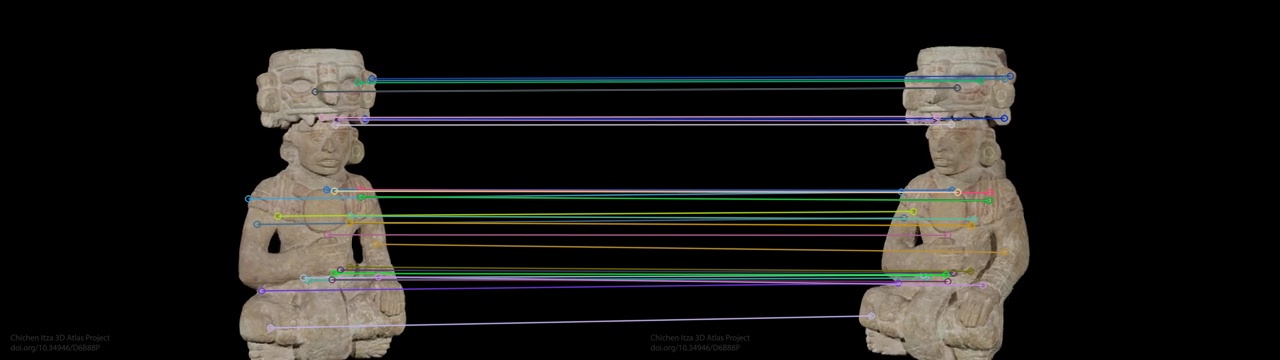 Chichen Itza 3D Atlas Project
doi.org/10.34946/D6B88P
Chichen Itza 3D Atlas Project
doi.org/10.34946/D6B88P